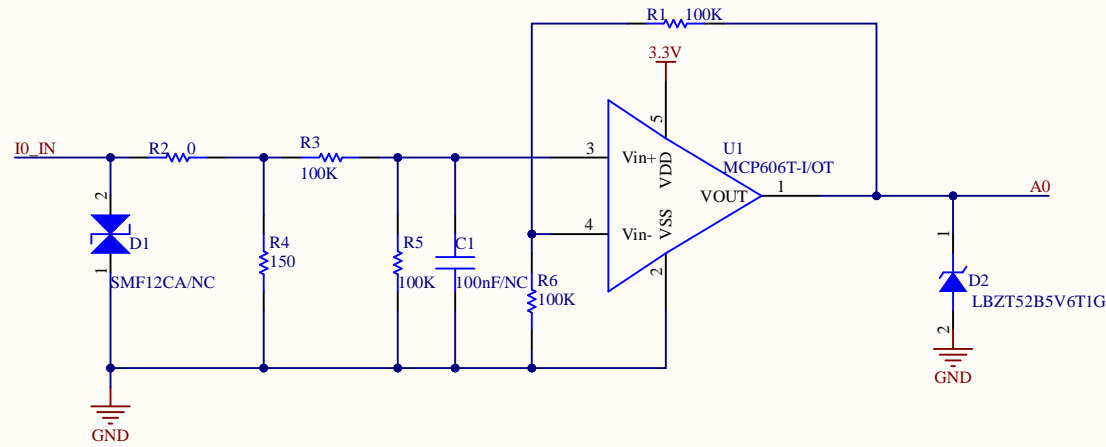 R1 100K
3.3V
I0_IN
R2 0
R3
100K
3
Vin+
5
VDD
U1
MCP606T-I/OT
VOUT
1
A0
4
Vin-
VSS
2
2
D1
1
SMF12CA/NC
R4
150
R5
100K
C1
100nF/NC
R6
100K
1
D2
LBZT52B5V6T1G
2
GND
GND